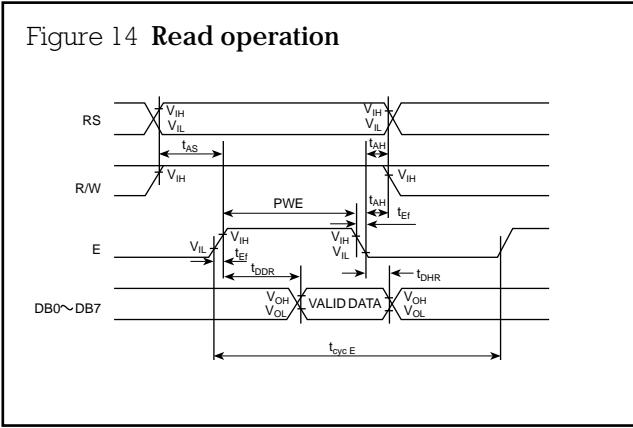 Figure 14 Read operation
RS
VIH
VIL
VIH
VIL
tAS
tAH
R/W
VIH
VIH
tAH
PWE
tEf
E
VIL
VIH
VIH
VIL
tEf
tDDR
tDHR
DB0~DB7
VOH
VOL
VALID DATA
VOH
VOL
tcyc E